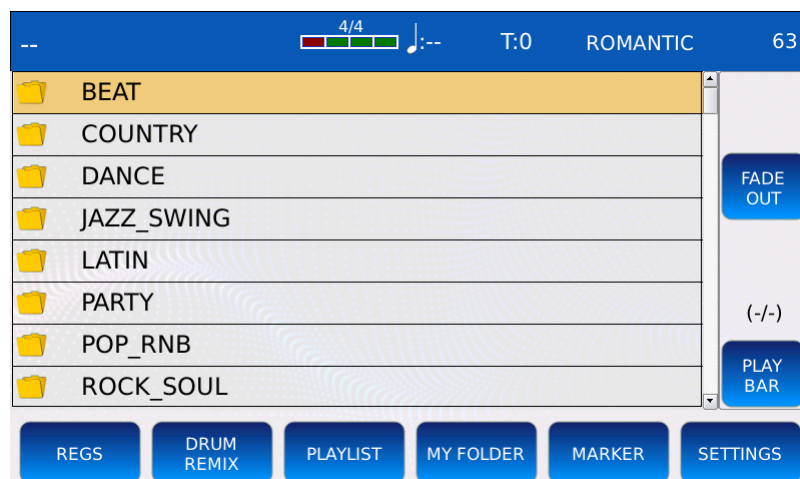 -- 4/4 :-- T:0 ROMANTIC 63
BEAT
COUNTRY
DANCE
JAZZ_SWING
LATIN
PARTY
POP_RNB
ROCK_SOUL
FADE
OUT
(-/-)
PLAY
BAR
REGS
DRUM
REMIX
PLAYLIST
MY FOLDER
MARKER
SETTINGS